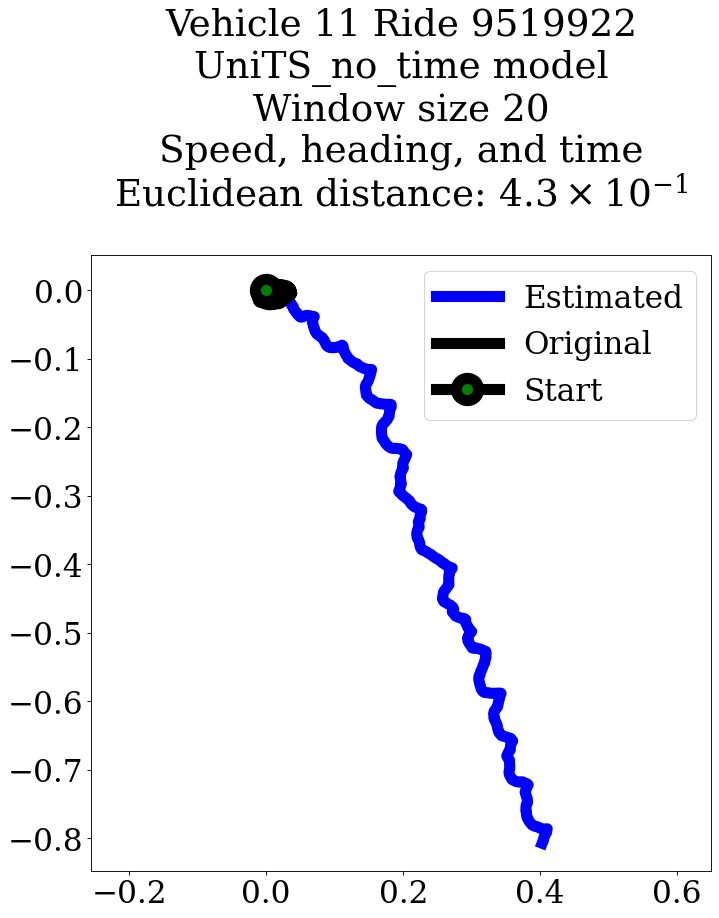 Vehicle 11 Ride 9519922
UniTS_no_time model
Window size 20
Speed, heading, and time
Euclidean distance: 4.3 × 10⁻¹
Estimated
Original
Start
0.0
−0.1
−0.2
−0.3
−0.4
−0.5
−0.6
−0.7
−0.8
−0.2 0.0 0.2 0.4 0.6